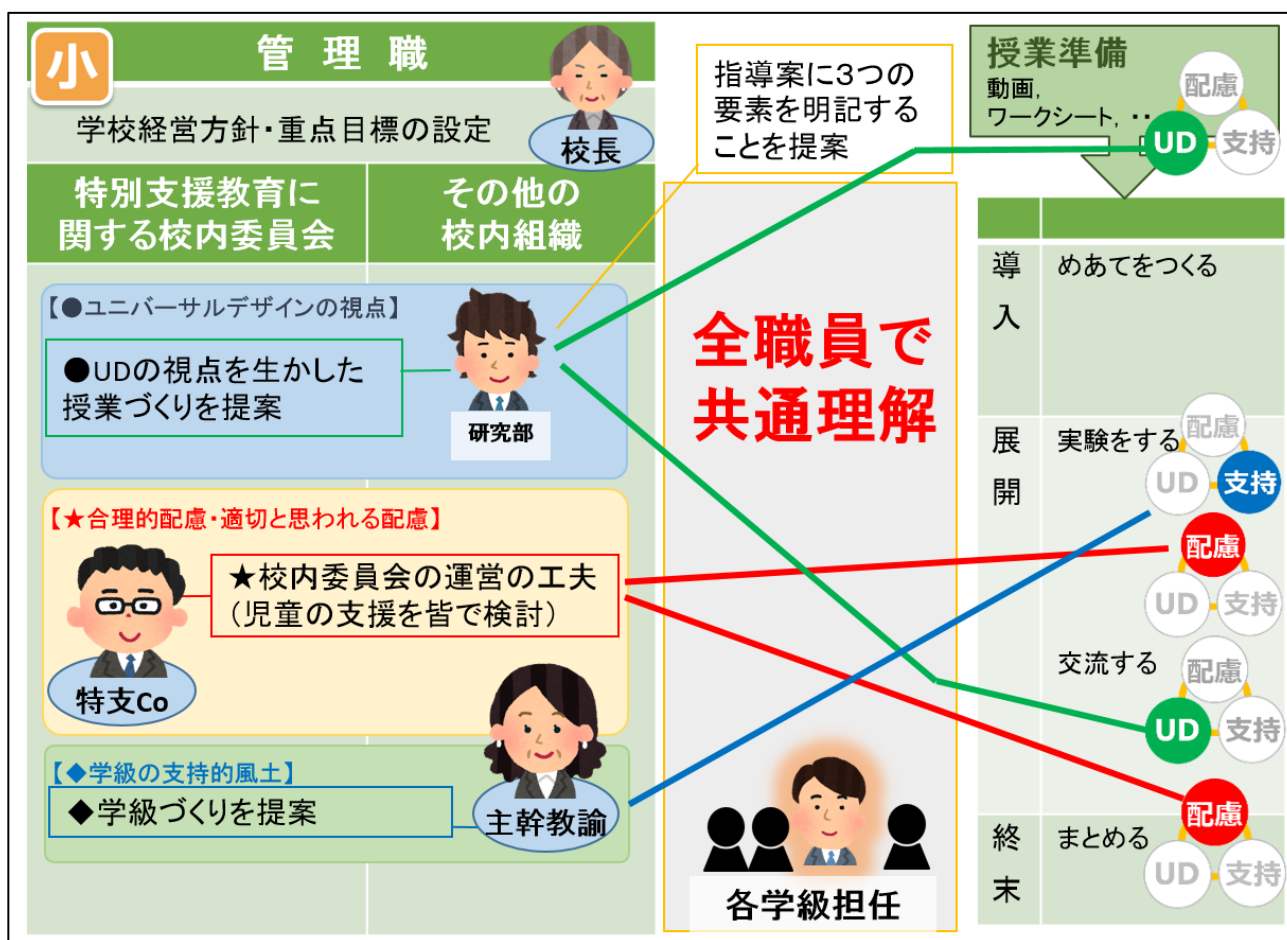 小
管理職
学校経営方針・重点目標の設定
校長
特別支援教育に
関する校内委員会
その他の
校内組織
【●ユニバーサルデザインの視点】
●UDの視点を生かした
授業づくりを提案
研究部
【★合理的配慮・適切と思われる配慮】
★校内委員会の運営の工夫
(児童の支援を皆で検討)
特支Co
【◆学級の支持的風土】
◆学級づくりを提案
主幹教諭
指導案に3つの
要素を明記する
ことを提案
全職員で
共通理解
各学級担任
授業準備
動画,
ワークシート, ・・
配慮
UD
支持
導入
めあてをつくる
展開
実験をする
配慮
UD
支持
配慮
UD
支持
交流する
配慮
UD
支持
終末
まとめる
配慮
UD
支持